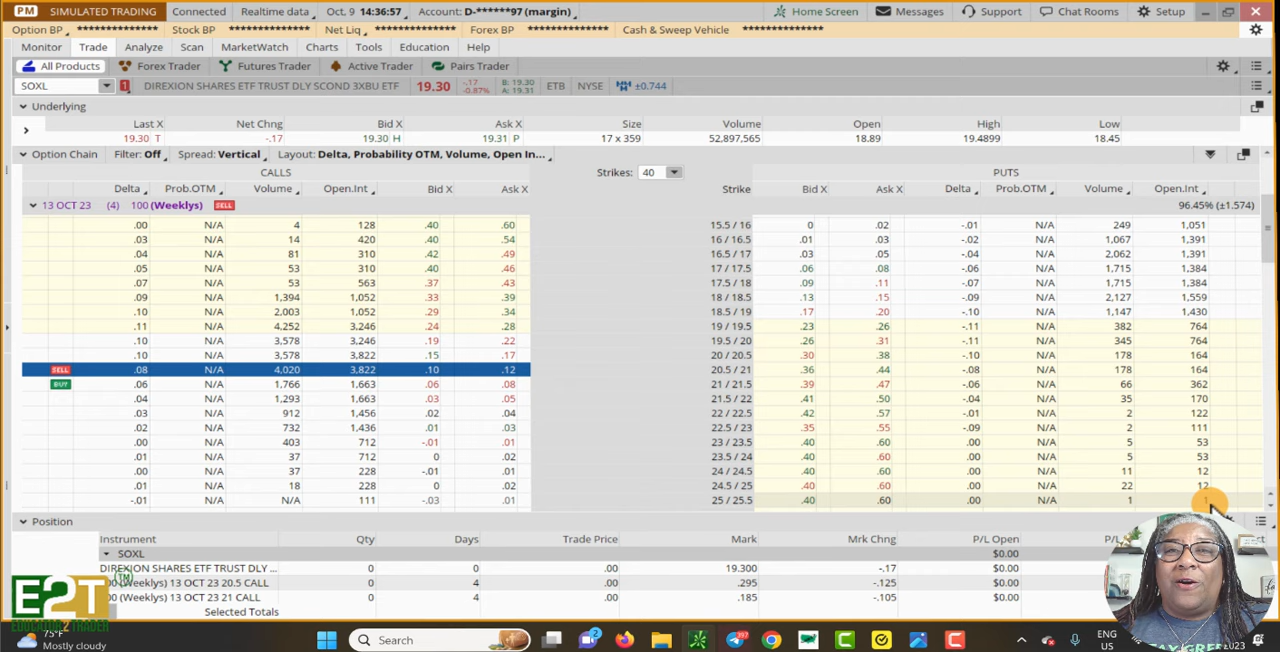 PM SIMULATED TRADING Connected Realtime data Oct, 9 14:36:57 Account: D-******97 (margin) Home Screen Messages Support Chat Rooms Setup
Option BP ************** Stock BP ************** Net Liq ************** Forex BP ************** Cash & Sweep Vehicle **************
Monitor Trade Analyze Scan MarketWatch Charts Tools Education Help
All Products Forex Trader Futures Trader Active Trader Pairs Trader
SOXL 1 DIREXION SHARES ETF TRUST DLY SCOND 3XBU ETF 19.30 -.17 -0.87% B: 19.30 A: 19.31 ETB NYSE ±0.744
Underlying
Last X Net Chng Bid X Ask X Size Volume Open High Low
19.30 T -.17 19.30 H 19.31 P 17 x 359 52,897,565 18.89 19.4899 18.45
Option Chain Filter: Off Spread: Vertical Layout: Delta, Probability OTM, Volume, Open In...
CALLS Strikes: 40 PUTS
Delta Prob.OTM Volume Open.Int Bid X Ask X Strike Bid X Ask X Delta Prob.OTM Volume Open.Int
13 OCT 23 (4) 100 (Weeklys) SELL 96.45% (±1.574)
.00 N/A 4 128 .40 .60 15.5 / 16 0 .02 -.01 N/A 249 1,051
.03 N/A 14 420 .40 .54 16 / 16.5 .01 .03 -.02 N/A 1,067 1,391
.04 N/A 81 310 .42 .49 16.5 / 17 .03 .05 -.04 N/A 2,062 1,391
.05 N/A 53 310 .40 .46 17 / 17.5 .06 .08 -.06 N/A 1,715 1,384
.07 N/A 53 563 .37 .43 17.5 / 18 .09 .11 -.07 N/A 1,715 1,384
.09 N/A 1,394 1,052 .33 .39 18 / 18.5 .13 .15 -.09 N/A 2,127 1,559
.10 N/A 2,003 1,052 .29 .34 18.5 / 19 .17 .20 -.10 N/A 1,147 1,430
.11 N/A 4,252 3,246 .24 .28 19 / 19.5 .23 .26 -.11 N/A 382 764
.10 N/A 3,578 3,246 .19 .22 19.5 / 20 .26 .31 -.11 N/A 345 764
.10 N/A 3,578 3,822 .15 .17 20 / 20.5 .30 .38 -.10 N/A 178 164
SELL .08 N/A 4,020 3,822 .10 .12 20.5 / 21 .36 .44 -.08 N/A 178 164
BUY .06 N/A 1,766 1,663 .06 .08 21 / 21.5 .39 .47 -.06 N/A 66 362
.04 N/A 1,293 1,663 .03 .05 21.5 / 22 .41 .50 -.04 N/A 35 170
.03 N/A 912 1,456 .02 .04 22 / 22.5 .42 .57 -.01 N/A 2 122
.02 N/A 732 1,436 .01 .03 22.5 / 23 .35 .55 -.09 N/A 2 111
.00 N/A 403 712 -.01 .01 23 / 23.5 .40 .60 .00 N/A 5 53
.01 N/A 37 712 0 .02 23.5 / 24 .40 .60 .00 N/A 5 53
.00 N/A 37 228 -.01 .01 24 / 24.5 .40 .60 .00 N/A 11 12
.01 N/A 18 228 0 .02 24.5 / 25 .40 .60 .00 N/A 22 12
-.01 N/A N/A 111 -.03 .01 25 / 25.5 .40 .60 .00 N/A 1 1
Position
Instrument Qty Days Trade Price Mark Mrk Chng P/L Open P/L
SOXL $0.00
DIREXION SHARES ETF TRUST DLY ... 0 0 .00 19.300 -.17 $0.00
(Weeklys) 13 OCT 23 20.5 CALL 0 4 .00 .295 -.125 $0.00
(Weeklys) 13 OCT 23 21 CALL 0 4 .00 .185 -.105 $0.00
Selected Totals $0.00
E2T TM
EDUCATION2TRADER
75°F
Mostly cloudy
Search 2 397 ENG
US